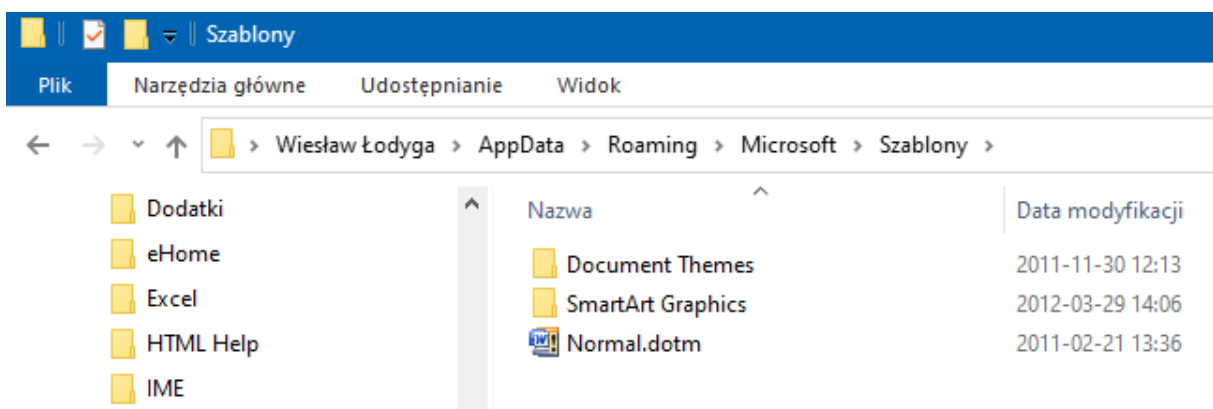 Szablony
Plik Narzędzia główne Udostępnianie Widok
Wiesław Łodyga > AppData > Roaming > Microsoft > Szablony >
Dodatki
eHome
Excel
HTML Help
IME
Nazwa Data modyfikacji
Document Themes 2011-11-30 12:13
SmartArt Graphics 2012-03-29 14:06
Normal.dotm 2011-02-21 13:36